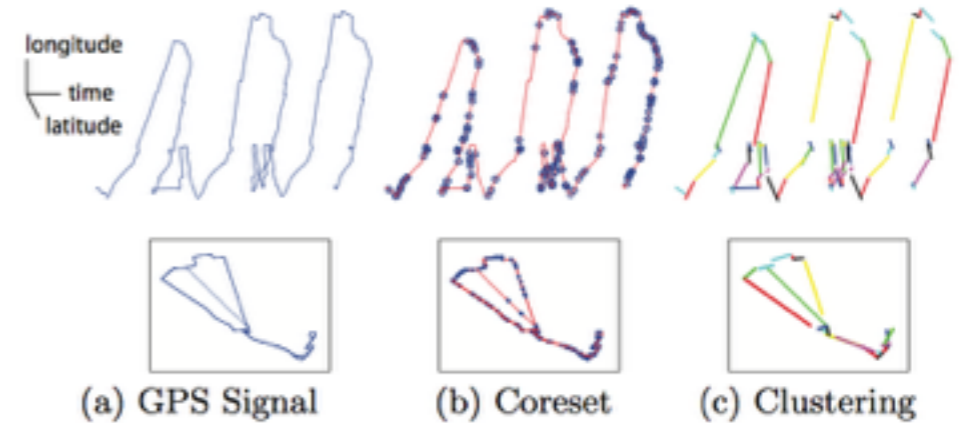 longitude
time
latitude
(a) GPS Signal
(b) Coreset
(c) Clustering